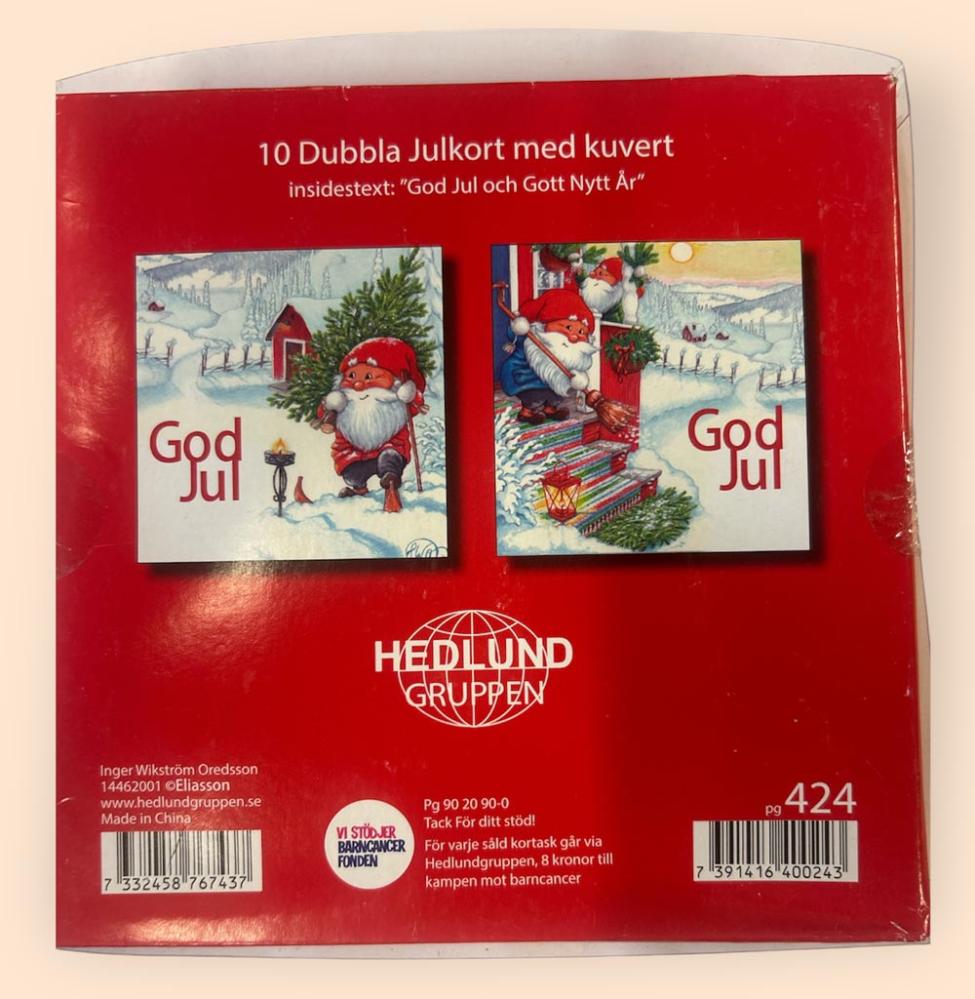 10 Dubbla Julkort med kuvert
insidestext: ”God Jul och Gott Nytt År”
God
Jul
God
Jul
HEDLUND
GRUPPEN
Inger Wikström Oredsson
14462001 ©Eliasson
www.hedlundgruppen.se
Made in China
7 332458 767437
VI STÖDJER
BARNCANCER
FONDEN
Pg 90 20 90-0
Tack För ditt stöd!
För varje såld kortask går via
Hedlundgruppen, 8 kronor till
kampen mot barncancer
pg 424
7 391416 400243